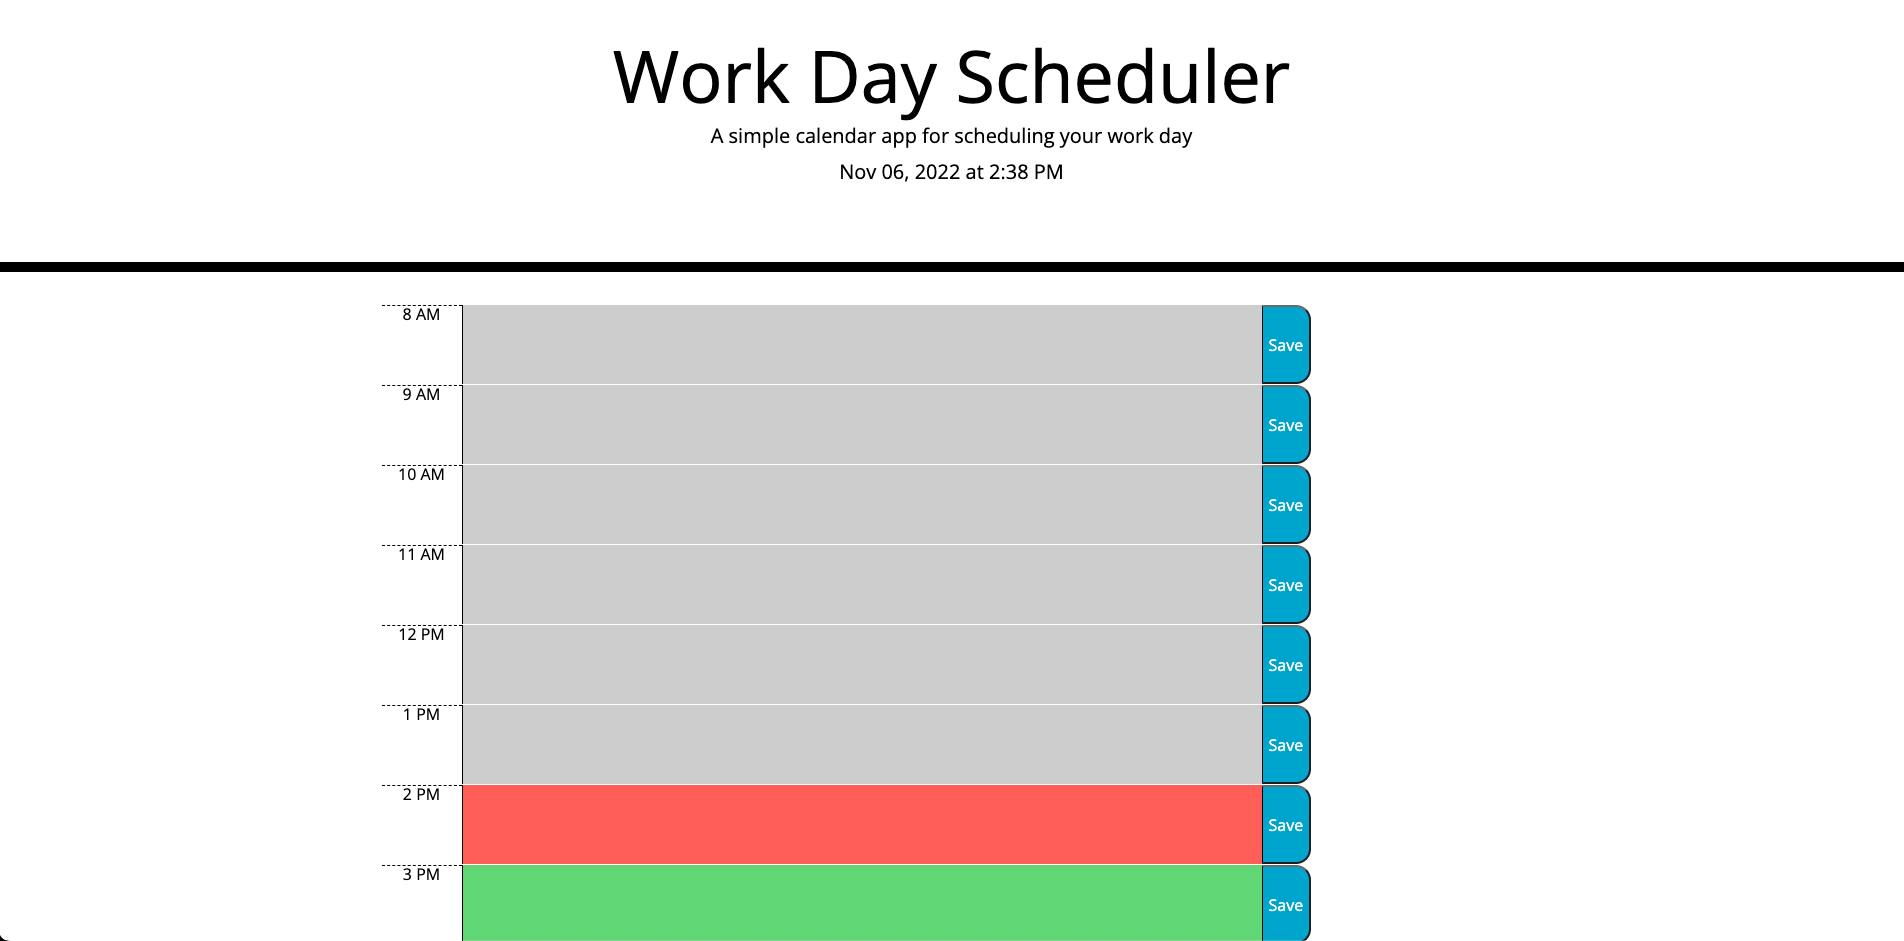 Work Day Scheduler
A simple calendar app for scheduling your work day
Nov 06, 2022 at 2:38 PM
8 AM Save
9 AM Save
10 AM Save
11 AM Save
12 PM Save
1 PM Save
2 PM Save
3 PM Save